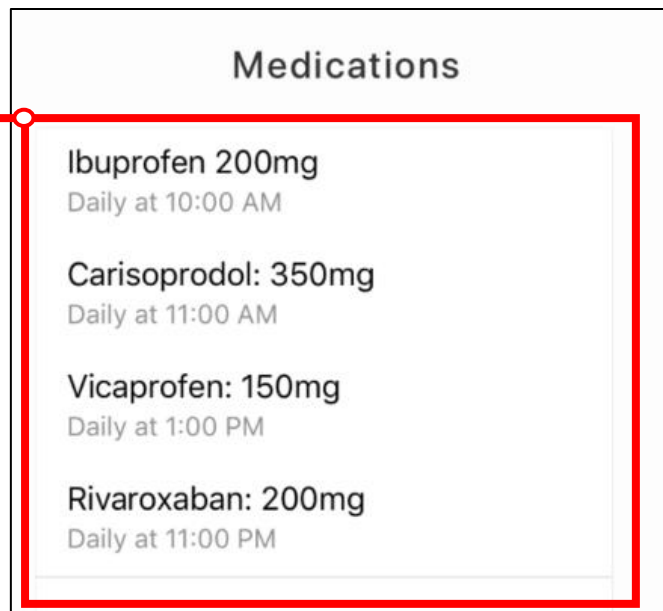 Medications
Ibuprofen 200mg
Daily at 10:00 AM
Carisoprodol: 350mg
Daily at 11:00 AM
Vicaprofen: 150mg
Daily at 1:00 PM
Rivaroxaban: 200mg
Daily at 11:00 PM